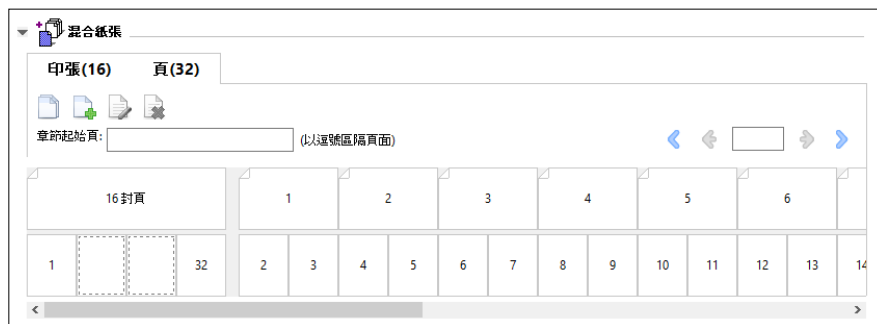 混合紙張
印張(16) 頁(32)
章節起始頁: (以逗號區隔頁面)
16 封頁 1 2 3 4 5 6
1 32 2 3 4 5 6 7 8 9 10 11 12 13 14